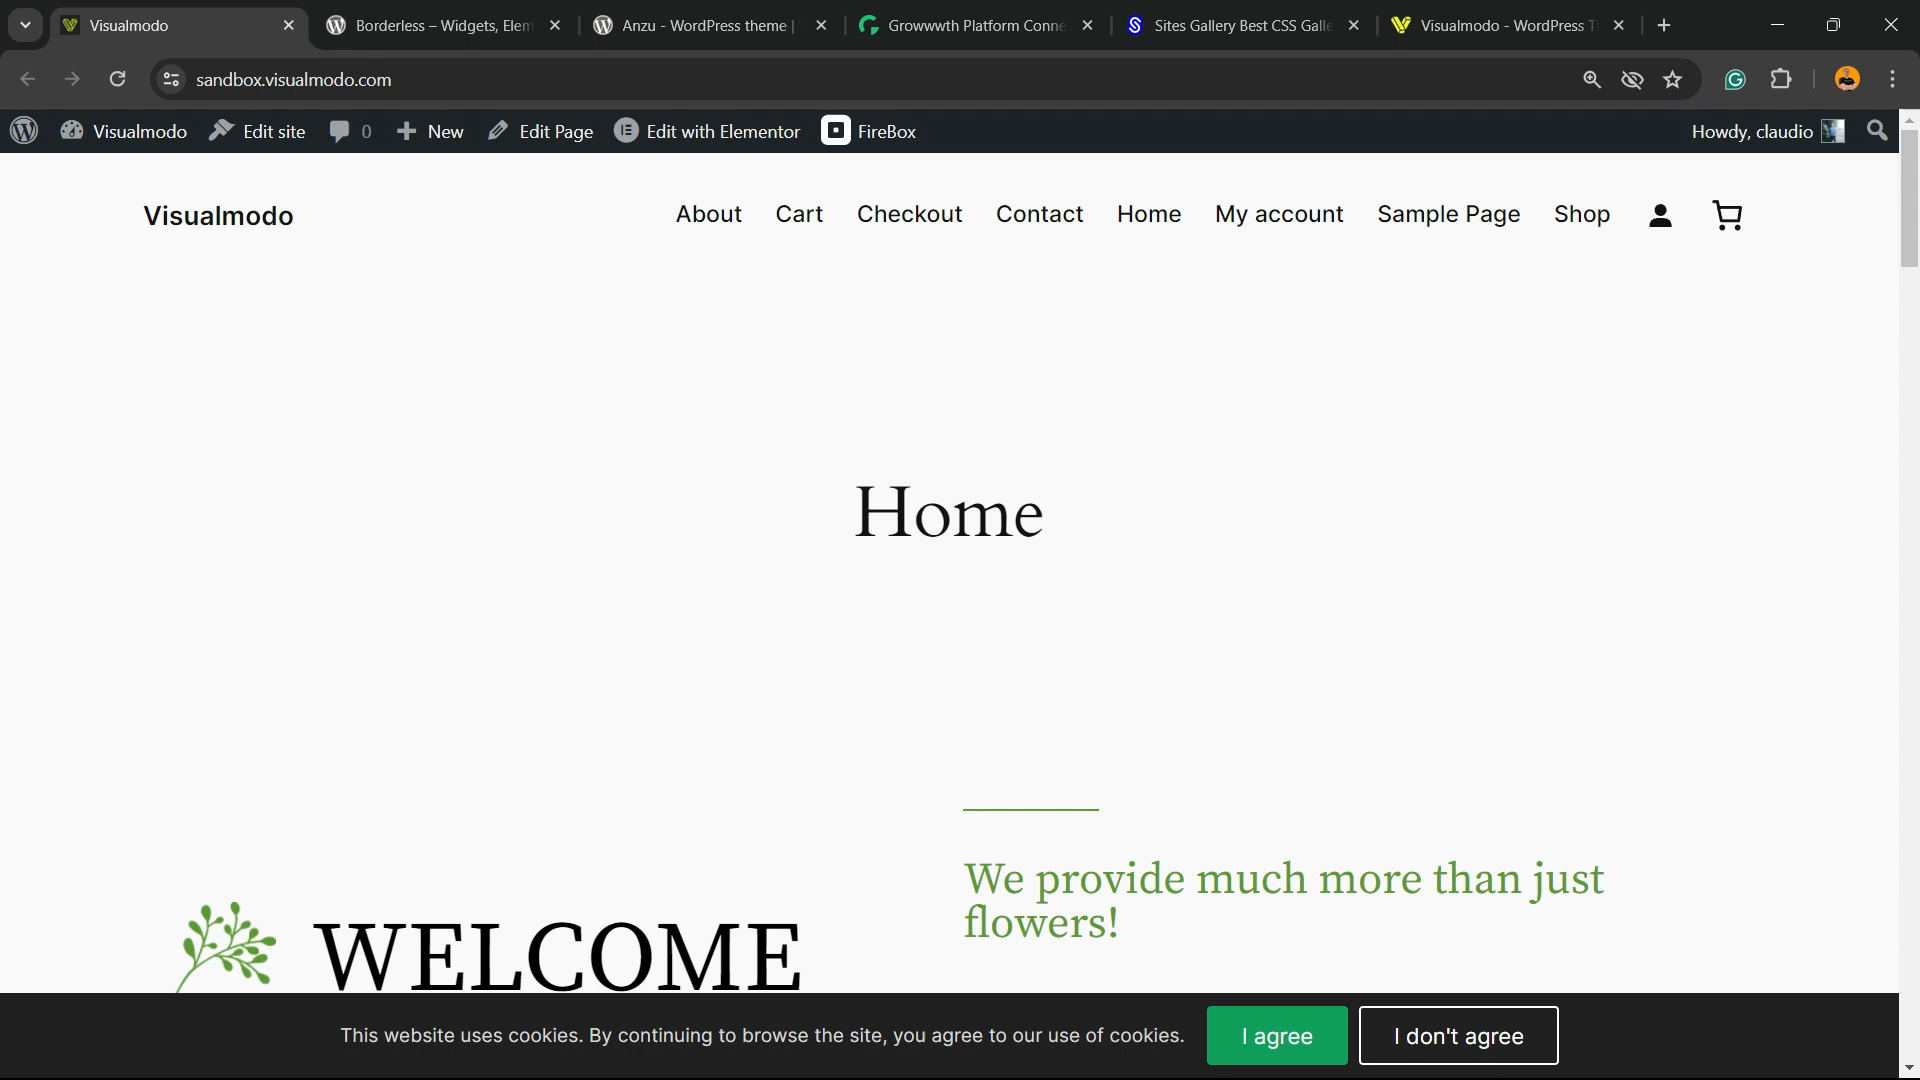 Visualmodo
Borderless – Widgets, Elem
Anzu - WordPress theme |
Growwwth Platform Conne
Sites Gallery Best CSS Galle
Visualmodo - WordPress T
sandbox.visualmodo.com
Visualmodo
Edit site
0
New
Edit Page
Edit with Elementor
FireBox
Howdy, claudio
Visualmodo
About
Cart
Checkout
Contact
Home
My account
Sample Page
Shop
Home
We provide much more than just
flowers!
WELCOME
This website uses cookies. By continuing to browse the site, you agree to our use of cookies.
I agree
I don't agree